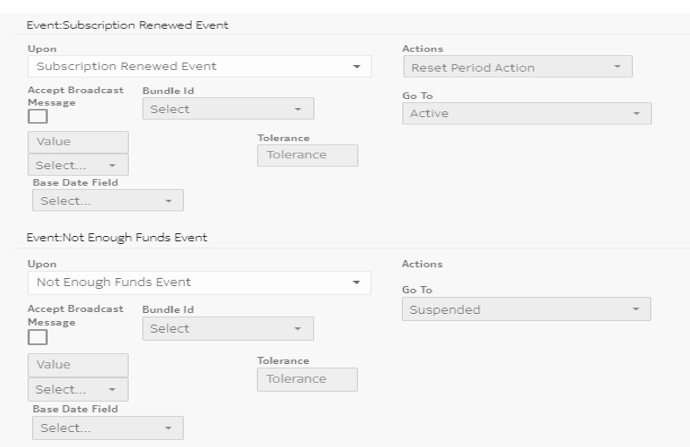 Event:Subscription Renewed Event
Upon
Subscription Renewed Event
Actions
Reset Period Action
Accept Broadcast Message
Bundle Id
Select
Go To
Active
Value
Select...
Tolerance
Tolerance
Base Date Field
Select...
Event:Not Enough Funds Event
Upon
Not Enough Funds Event
Actions
Go To
Suspended
Accept Broadcast Message
Bundle Id
Select
Value
Select...
Tolerance
Tolerance
Base Date Field
Select...